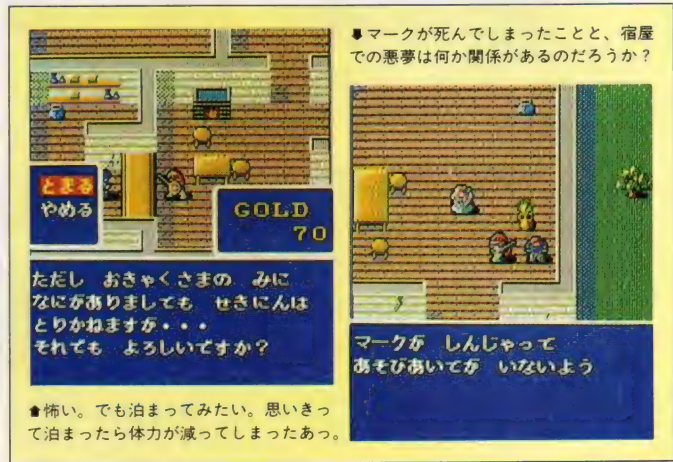 とまる
やめる
GOLD
70
ただし おきゃくさまの みに
なにがありましても せきにんは
とりかねますが・・・
それでも よろしいですか?
⬆怖い。でも泊まってみたい。思いきっ
て泊まったら体力が減ってしまったあっ。
⬇マークが死んでしまったことと、宿屋
での悪夢は何か関係があるのだろうか?
マークが しんじゃって
あそびあいてが いないよう